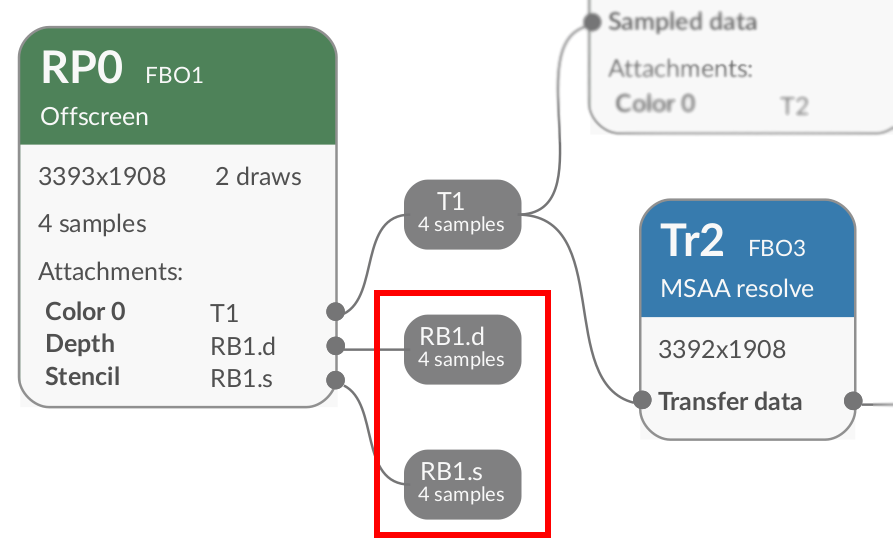 RP0 FBO1
Offscreen
3393x1908 2 draws
4 samples
Attachments:
Color 0 T1
Depth RB1.d
Stencil RB1.s
T1
4 samples
RB1.d
4 samples
RB1.s
4 samples
Sampled data
Attachments:
Color 0 T2
Tr2 FBO3
MSAA resolve
3392x1908
Transfer data